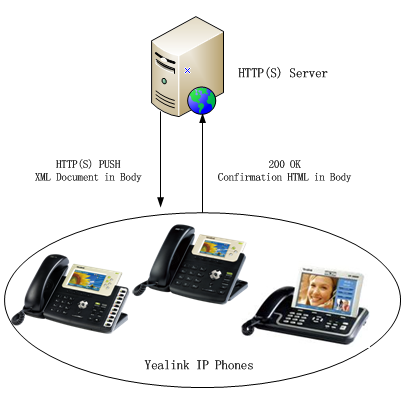 HTTP(S) Server
HTTP(S) PUSH
XML Document in Body
200 OK
Confirmation HTML in Body
Yealink IP Phones